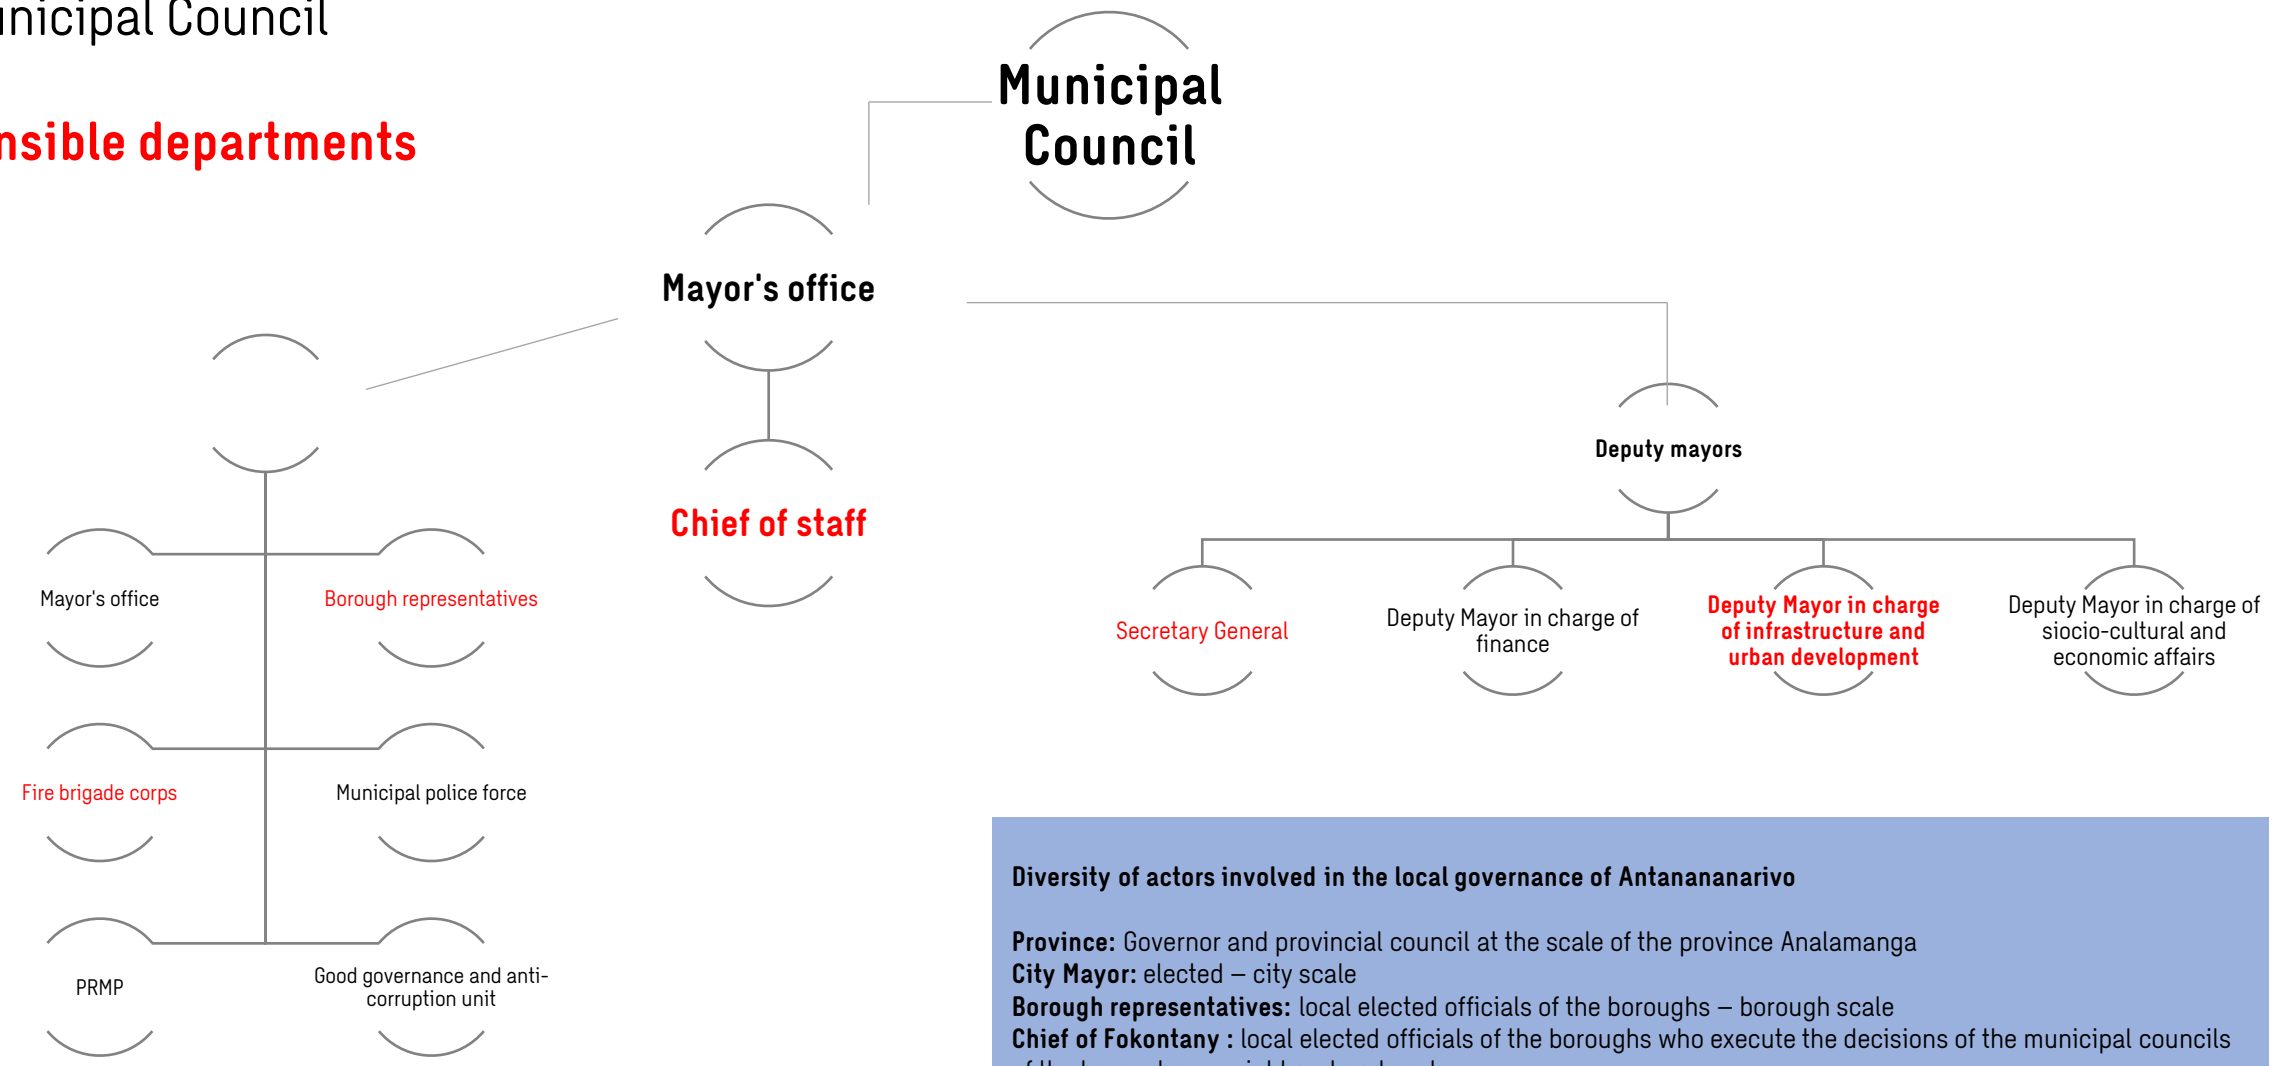 Municipal Council
departments
Municipal
Council
Mayor's office
Chief of staff
Deputy mayors
Mayor's office
Borough representatives
Fire brigade corps
Municipal police force
PRMP
Good governance and anti-
corruption unit
Secretary General
Deputy Mayor in charge of
finance
Deputy Mayor in charge
of infrastructure and
urban development
Deputy Mayor in charge of
siocio-cultural and
economic affairs
Diversity of actors involved in the local governance of Antanananarivo
Province: Governor and provincial council at the scale of the province Analamanga
City Mayor: elected – city scale
Borough representatives: local elected officials of the boroughs – borough scale
Chief of Fokontany : local elected officials of the boroughs who execute the decisions of the municipal councils